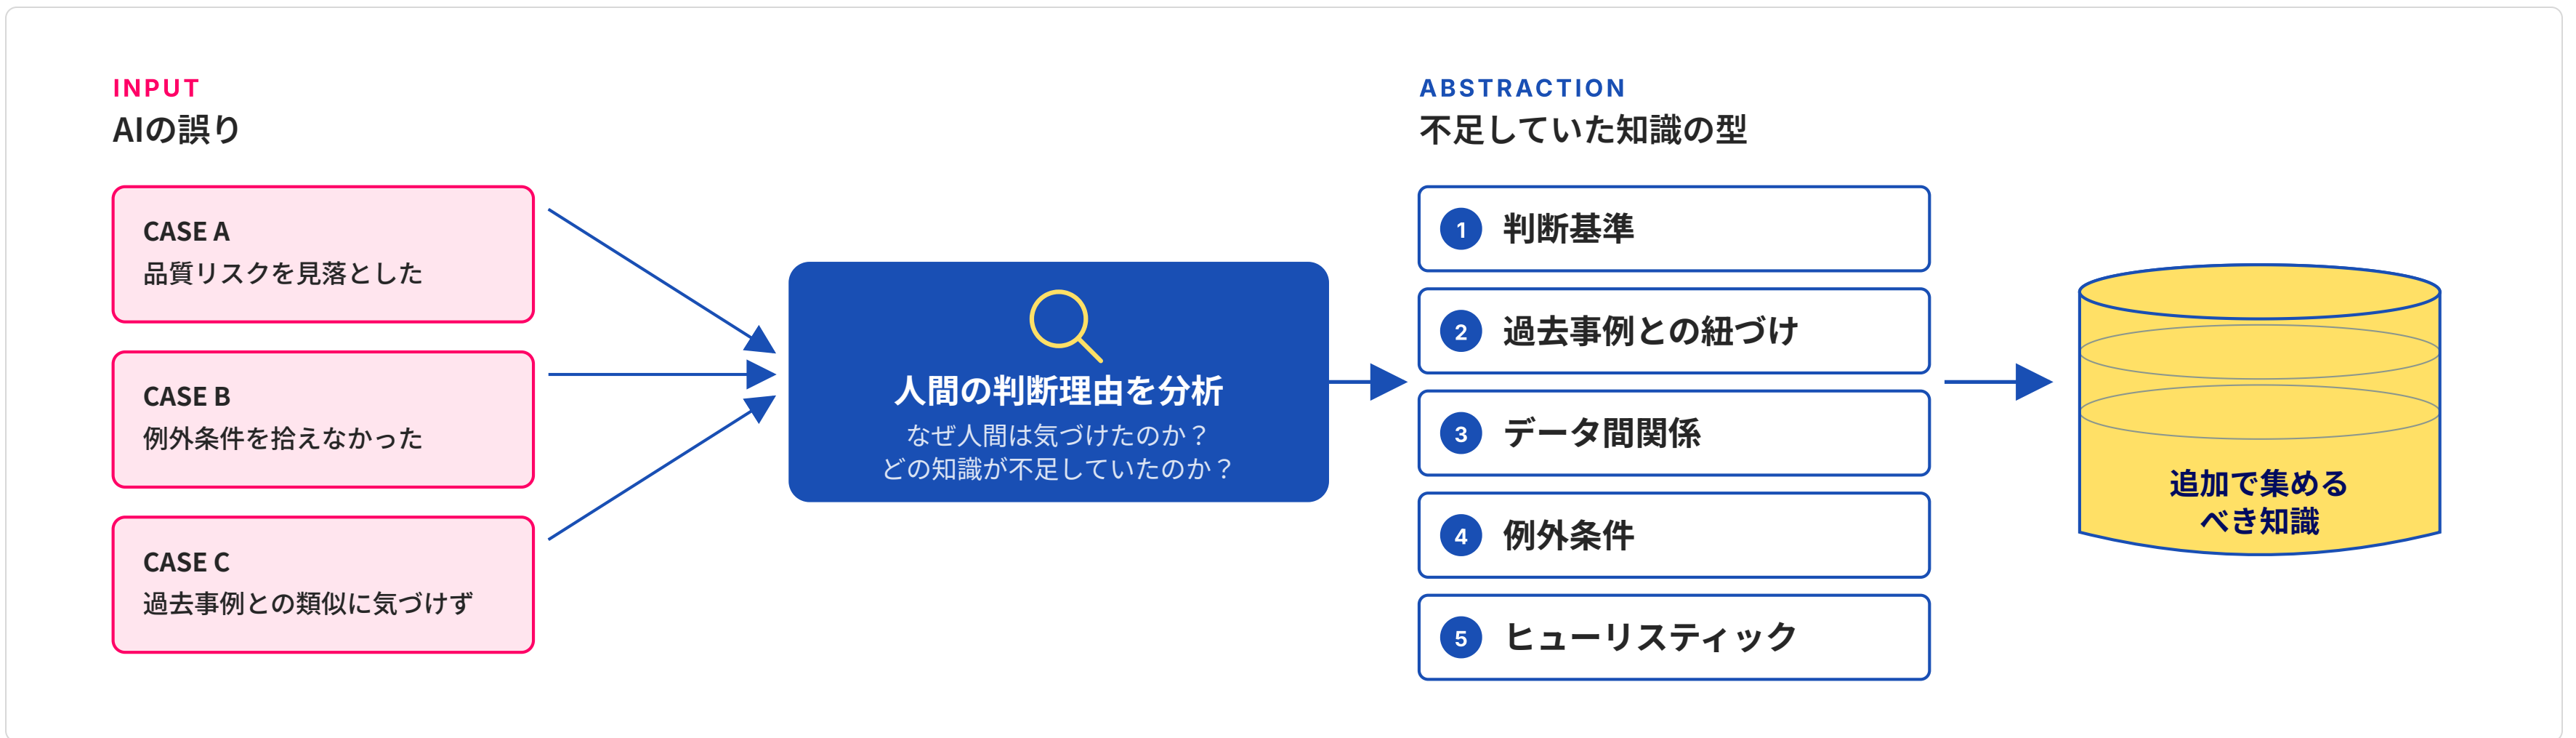 INPUT
AIの誤り
CASE A
品質リスクを見落とした
CASE B
例外条件を拾えなかった
CASE C
過去事例との類似に気づけず
人間の判断理由を分析
なぜ人間は気づけたのか？
どの知識が不足していたのか？
ABSTRACTION
不足していた知識の型
1 判断基準
2 過去事例との紐づけ
3 データ間関係
4 例外条件
5 ヒューリスティック
追加で集める
べき知識